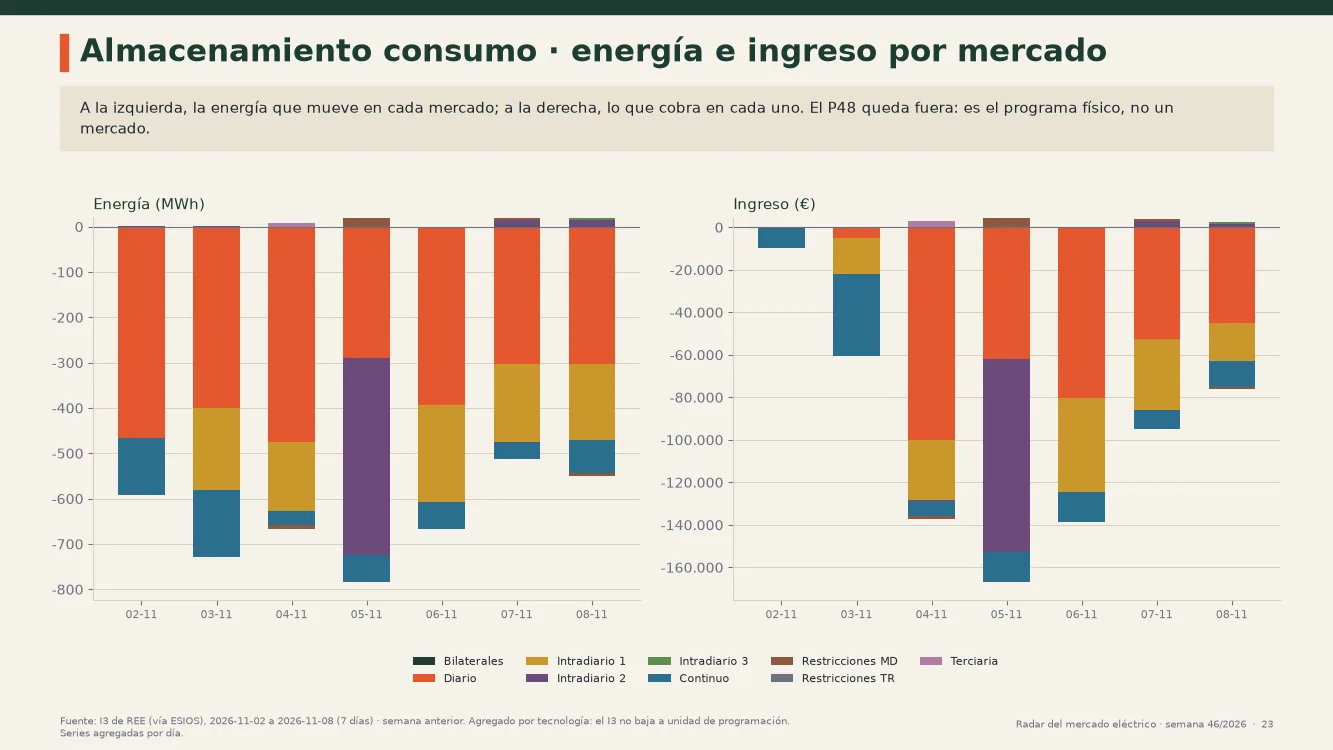 Almacenamiento consumo · energía e ingreso por mercado
A la izquierda, la energía que mueve en cada mercado; a la derecha, lo que cobra en cada uno. El P48 queda fuera: es el programa físico, no un
mercado.
Energía (MWh)
0
-100
-200
-300
-400
-500
-600
-700
-800
02-11 03-11 04-11 05-11 06-11 07-11 08-11
Ingreso (€)
0
-20.000
-40.000
-60.000
-80.000
-100.000
-120.000
-140.000
-160.000
02-11 03-11 04-11 05-11 06-11 07-11 08-11
Bilaterales Intradiario 1 Intradiario 3 Restricciones MD Terciaria
Diario Intradiario 2 Continuo Restricciones TR
Fuente: I3 de REE (vía ESIOS), 2026-11-02 a 2026-11-08 (7 días) · semana anterior. Agregado por tecnología: el I3 no baja a unidad de programación.
Series agregadas por día.
Radar del mercado eléctrico · semana 46/2026 · 23